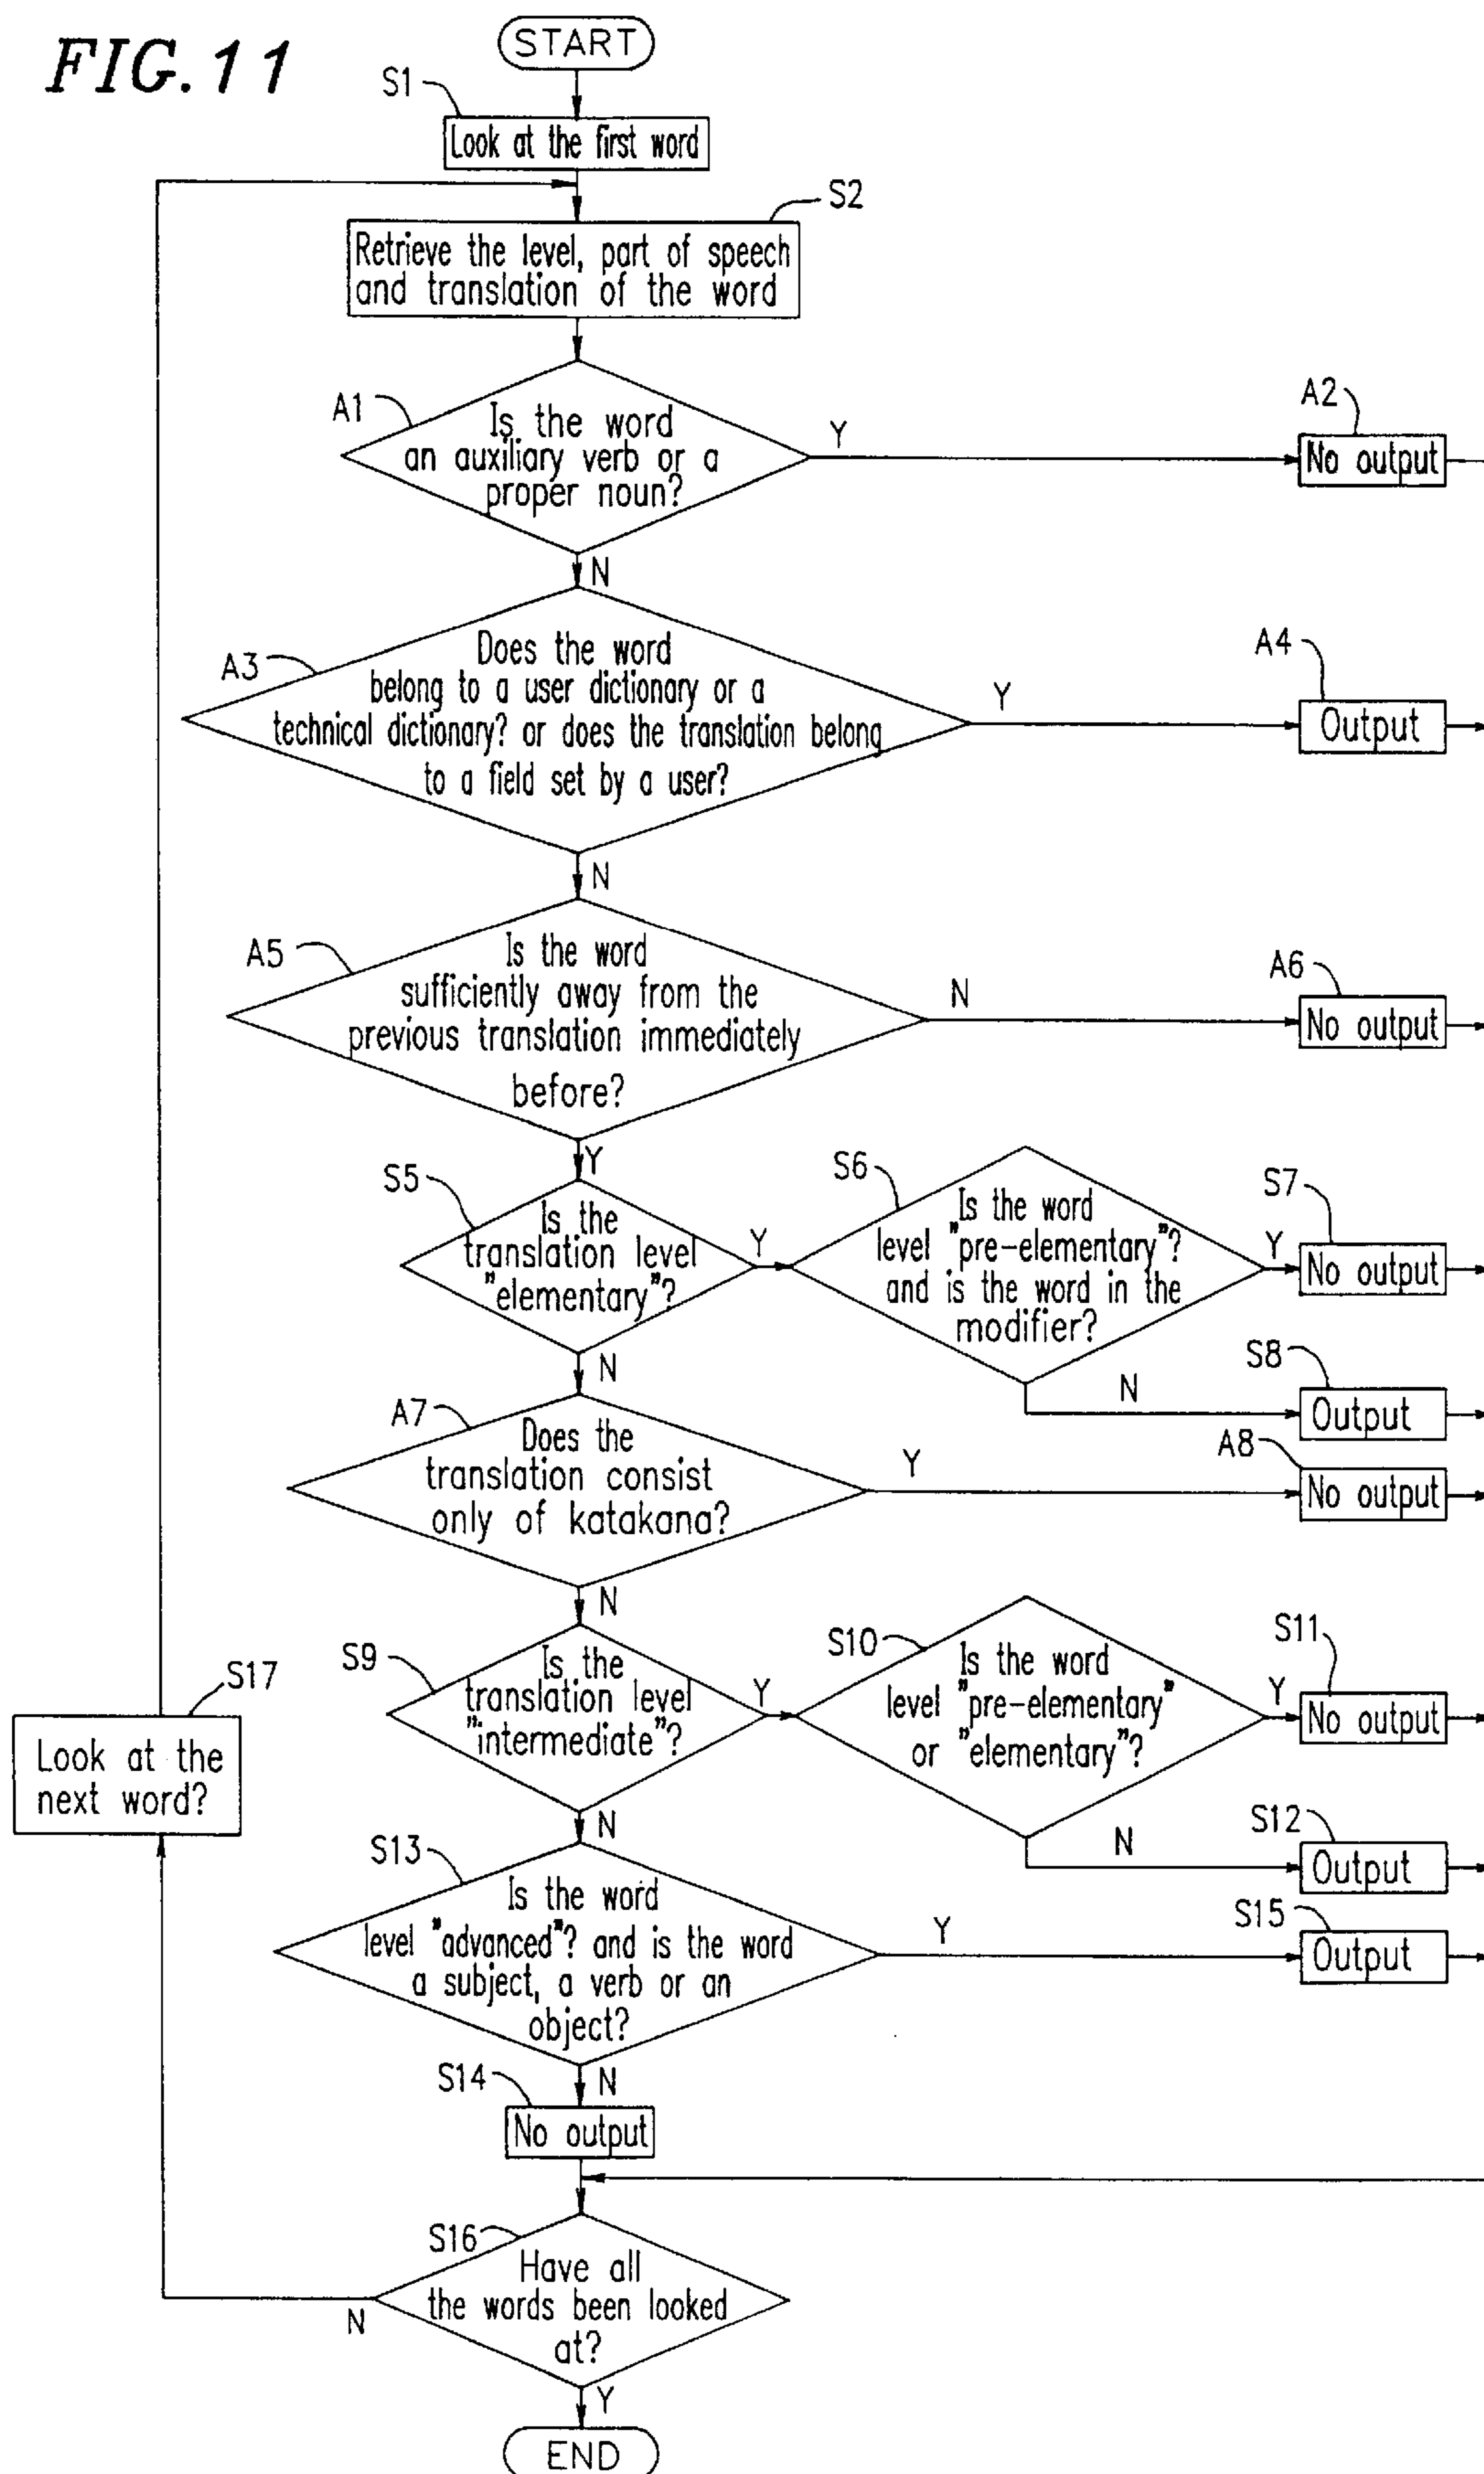 FIG.11
START
S1
Look at the first word
S2
Retrieve the level, part of speech
and translation of the word
A1
Is the word
an auxiliary verb or a
proper noun?
Y
A2
No output
N
A3
Does the word
belong to a user dictionary or a
technical dictionary? or does the translation belong
to a field set by a user?
Y
A4
Output
N
A5
Is the word
sufficiently away from the
previous translation immediately
before?
N
A6
No output
Y
S5
Is the
translation level
"elementary"?
Y
S6
Is the word
level "pre-elementary"?
and is the word in the
modifier?
Y
S7
No output
N
S8
Output
N
A7
Does the
translation consist
only of katakana?
Y
A8
No output
N
S9
Is the
translation level
"intermediate"?
Y
S10
Is the word
level "pre-elementary"
or "elementary"?
Y
S11
No output
N
S12
Output
N
S13
Is the word
level "advanced"? and is the word
a subject, a verb or an
object?
Y
S15
Output
N
S14
No output
S16
Have all
the words been looked
at?
N
S17
Look at the
next word?
Y
END